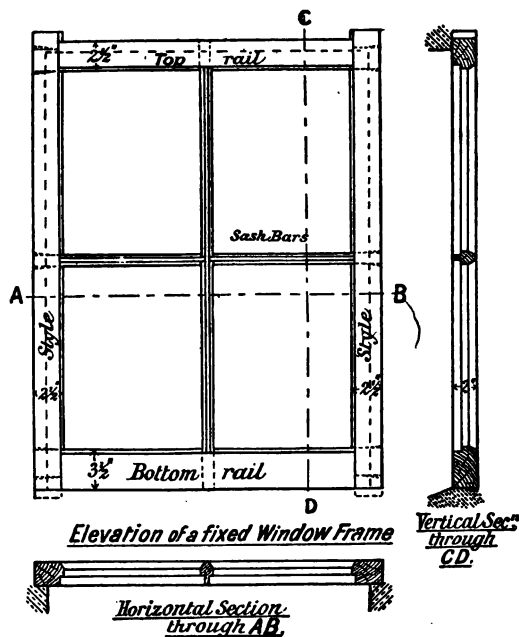 C
2½"
Top rail
Sash Bars
A
B
Style
Style
2½"
2½"
2"
3½"
Bottom rail
D
Elevation of a fixed Window Frame
Vertical Secn.
through
CD.
Horizontal Section
through AB.